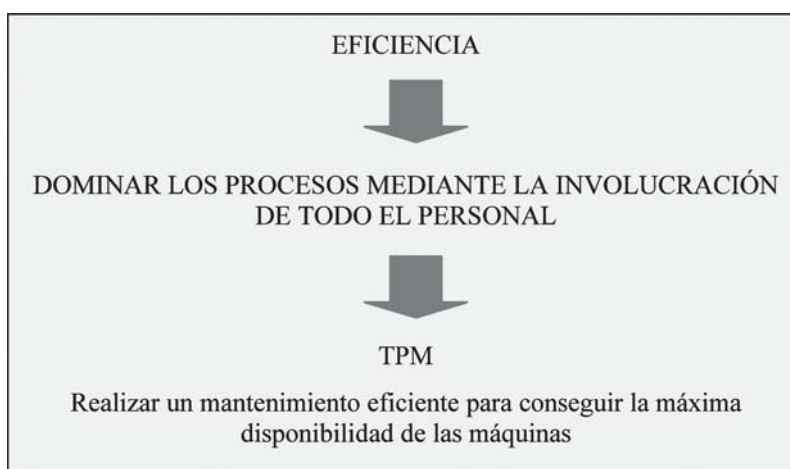 EFICIENCIA
DOMINAR LOS PROCESOS MEDIANTE LA INVOLUCRACIÓN
DE TODO EL PERSONAL
TPM
Realizar un mantenimiento eficiente para conseguir la máxima
disponibilidad de las máquinas